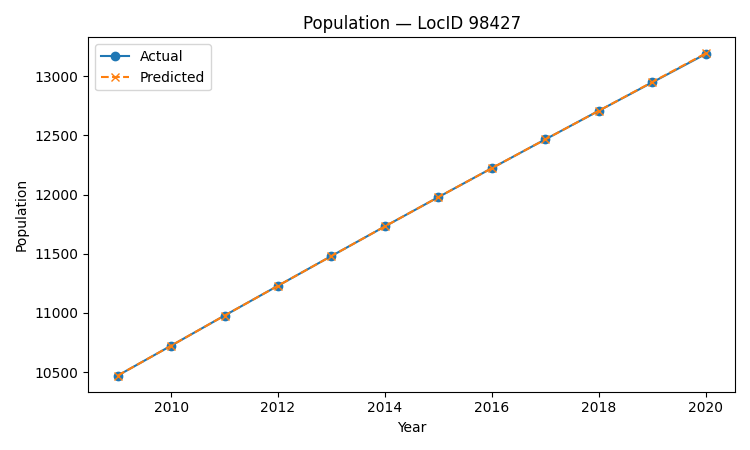 Population — LocID 98427
Actual
Predicted
13000
12500
12000
11500
11000
10500
Population
2010 2012 2014 2016 2018 2020
Year